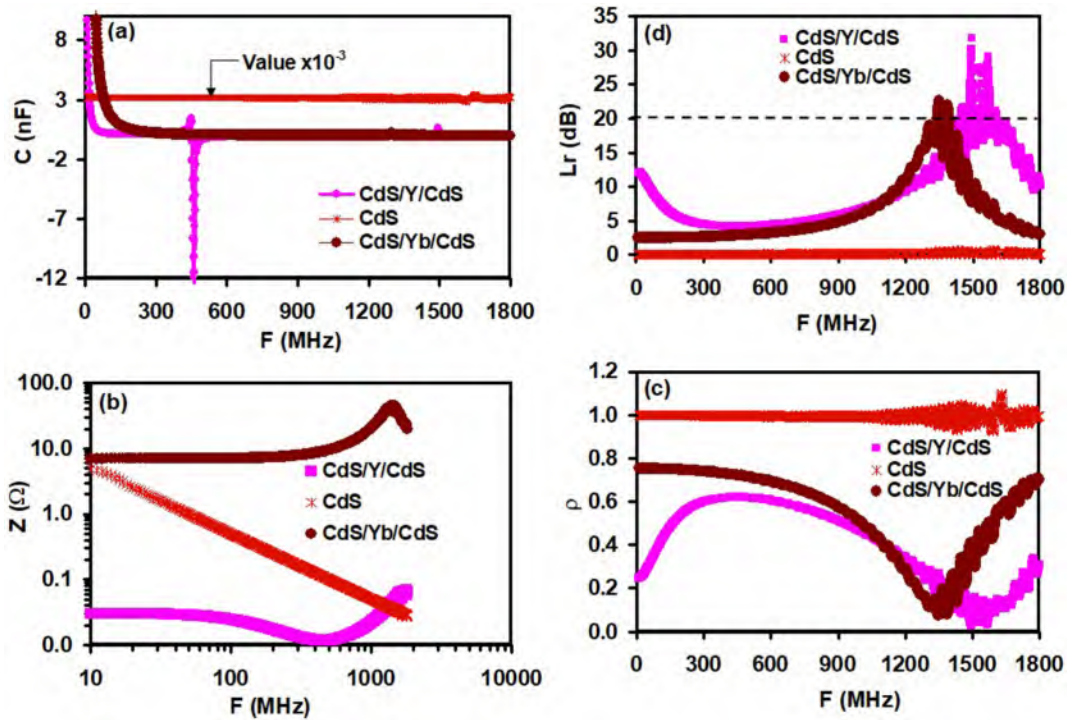 (a)
Value x10-3
C (nF)
8
3
-2
-7
-12
CdS/Y/CdS
CdS
CdS/Yb/CdS
0 300 600 900 1200 1500 1800
F (MHz)
(d)
Lr (dB)
35
30
25
20
15
10
5
0
CdS/Y/CdS
CdS
CdS/Yb/CdS
0 300 600 900 1200 1500 1800
F (MHz)
(b)
Z (Ω)
100.0
10.0
1.0
0.1
0.0
CdS/Y/CdS
CdS
CdS/Yb/CdS
10 100 1000 10000
F (MHz)
(c)
ρ
1.2
1.0
0.8
0.6
0.4
0.2
0.0
CdS/Y/CdS
CdS
CdS/Yb/CdS
0 300 600 900 1200 1500 1800
F (MHz)